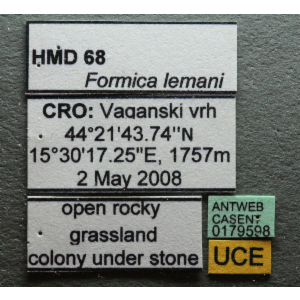 HMD 68
Formica lemani
CRO: Vaganski vrh
44°21'43.74''N
15°30'17.25''E, 1757m
2 May 2008
open rocky
grassland
colony under stone
ANTWEB
CASENT
0179598
UCE